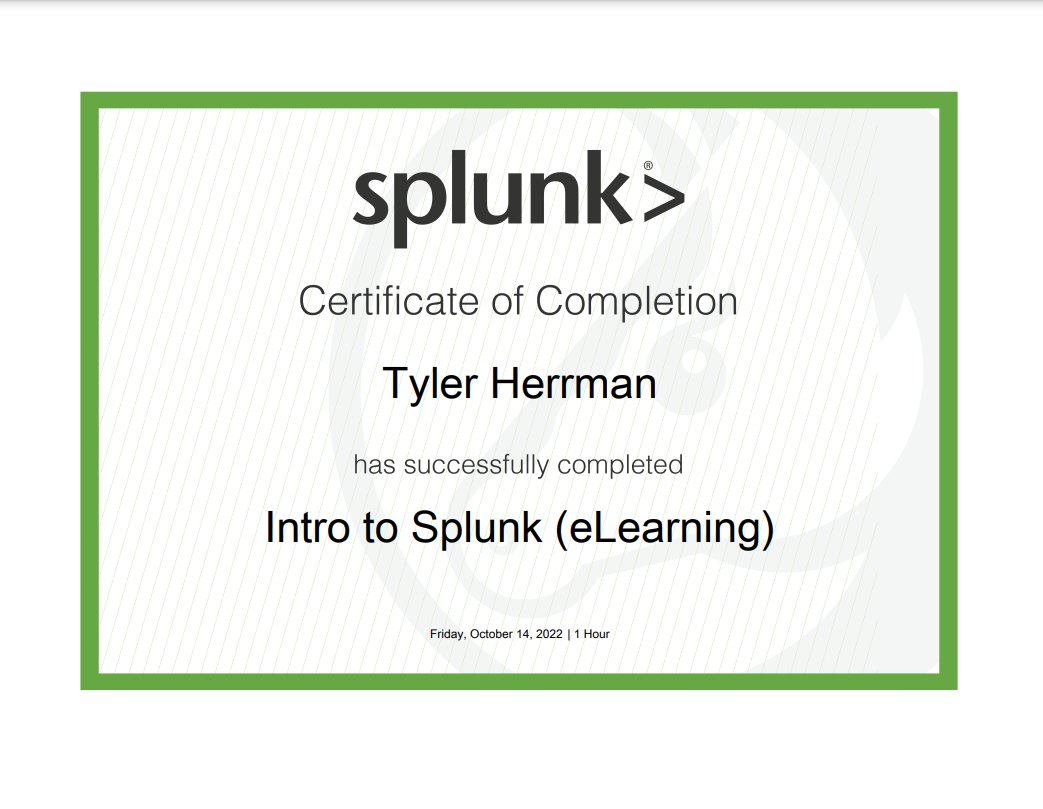 splunk>®
Certificate of Completion
Tyler Herrman
has successfully completed
Intro to Splunk (eLearning)
Friday, October 14, 2022 | 1 Hour